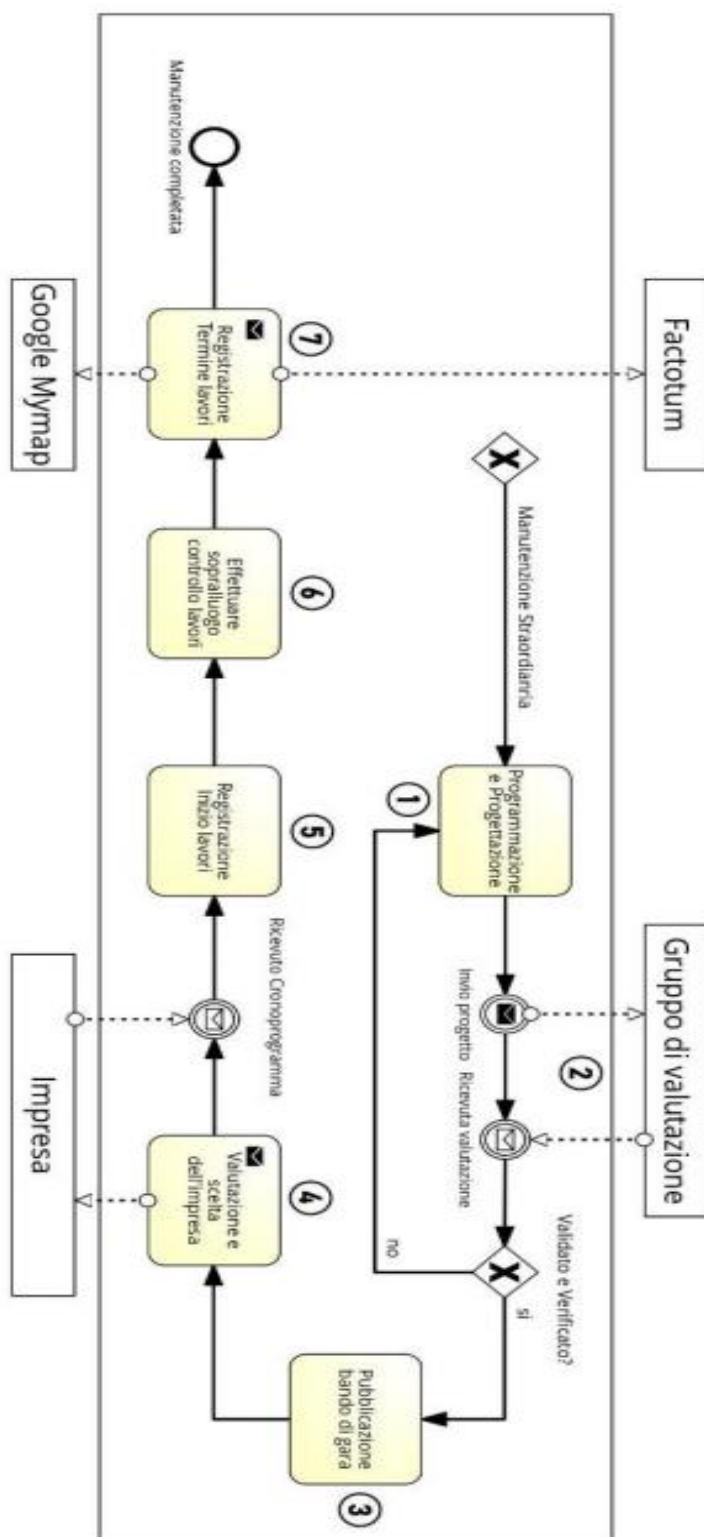 Factotum
Gruppo di valutazione
2
Validato e Verificato?
Manutenzione Straordianria
Programmazione
e Progettazione
si
Invio progetto
Ricevuta valutazione
1
no
Pubblicazione
bando di gara
3
7
6
5
4
Ricevuto Cronoprogramma
Registrazione
Termine lavori
Effettuare
sopralluogo
controllo lavori
Registrazione
Inizio lavori
Valutazione e
scelta
dell'impresa
Manutenzione completata
Google Mymap
Impresa